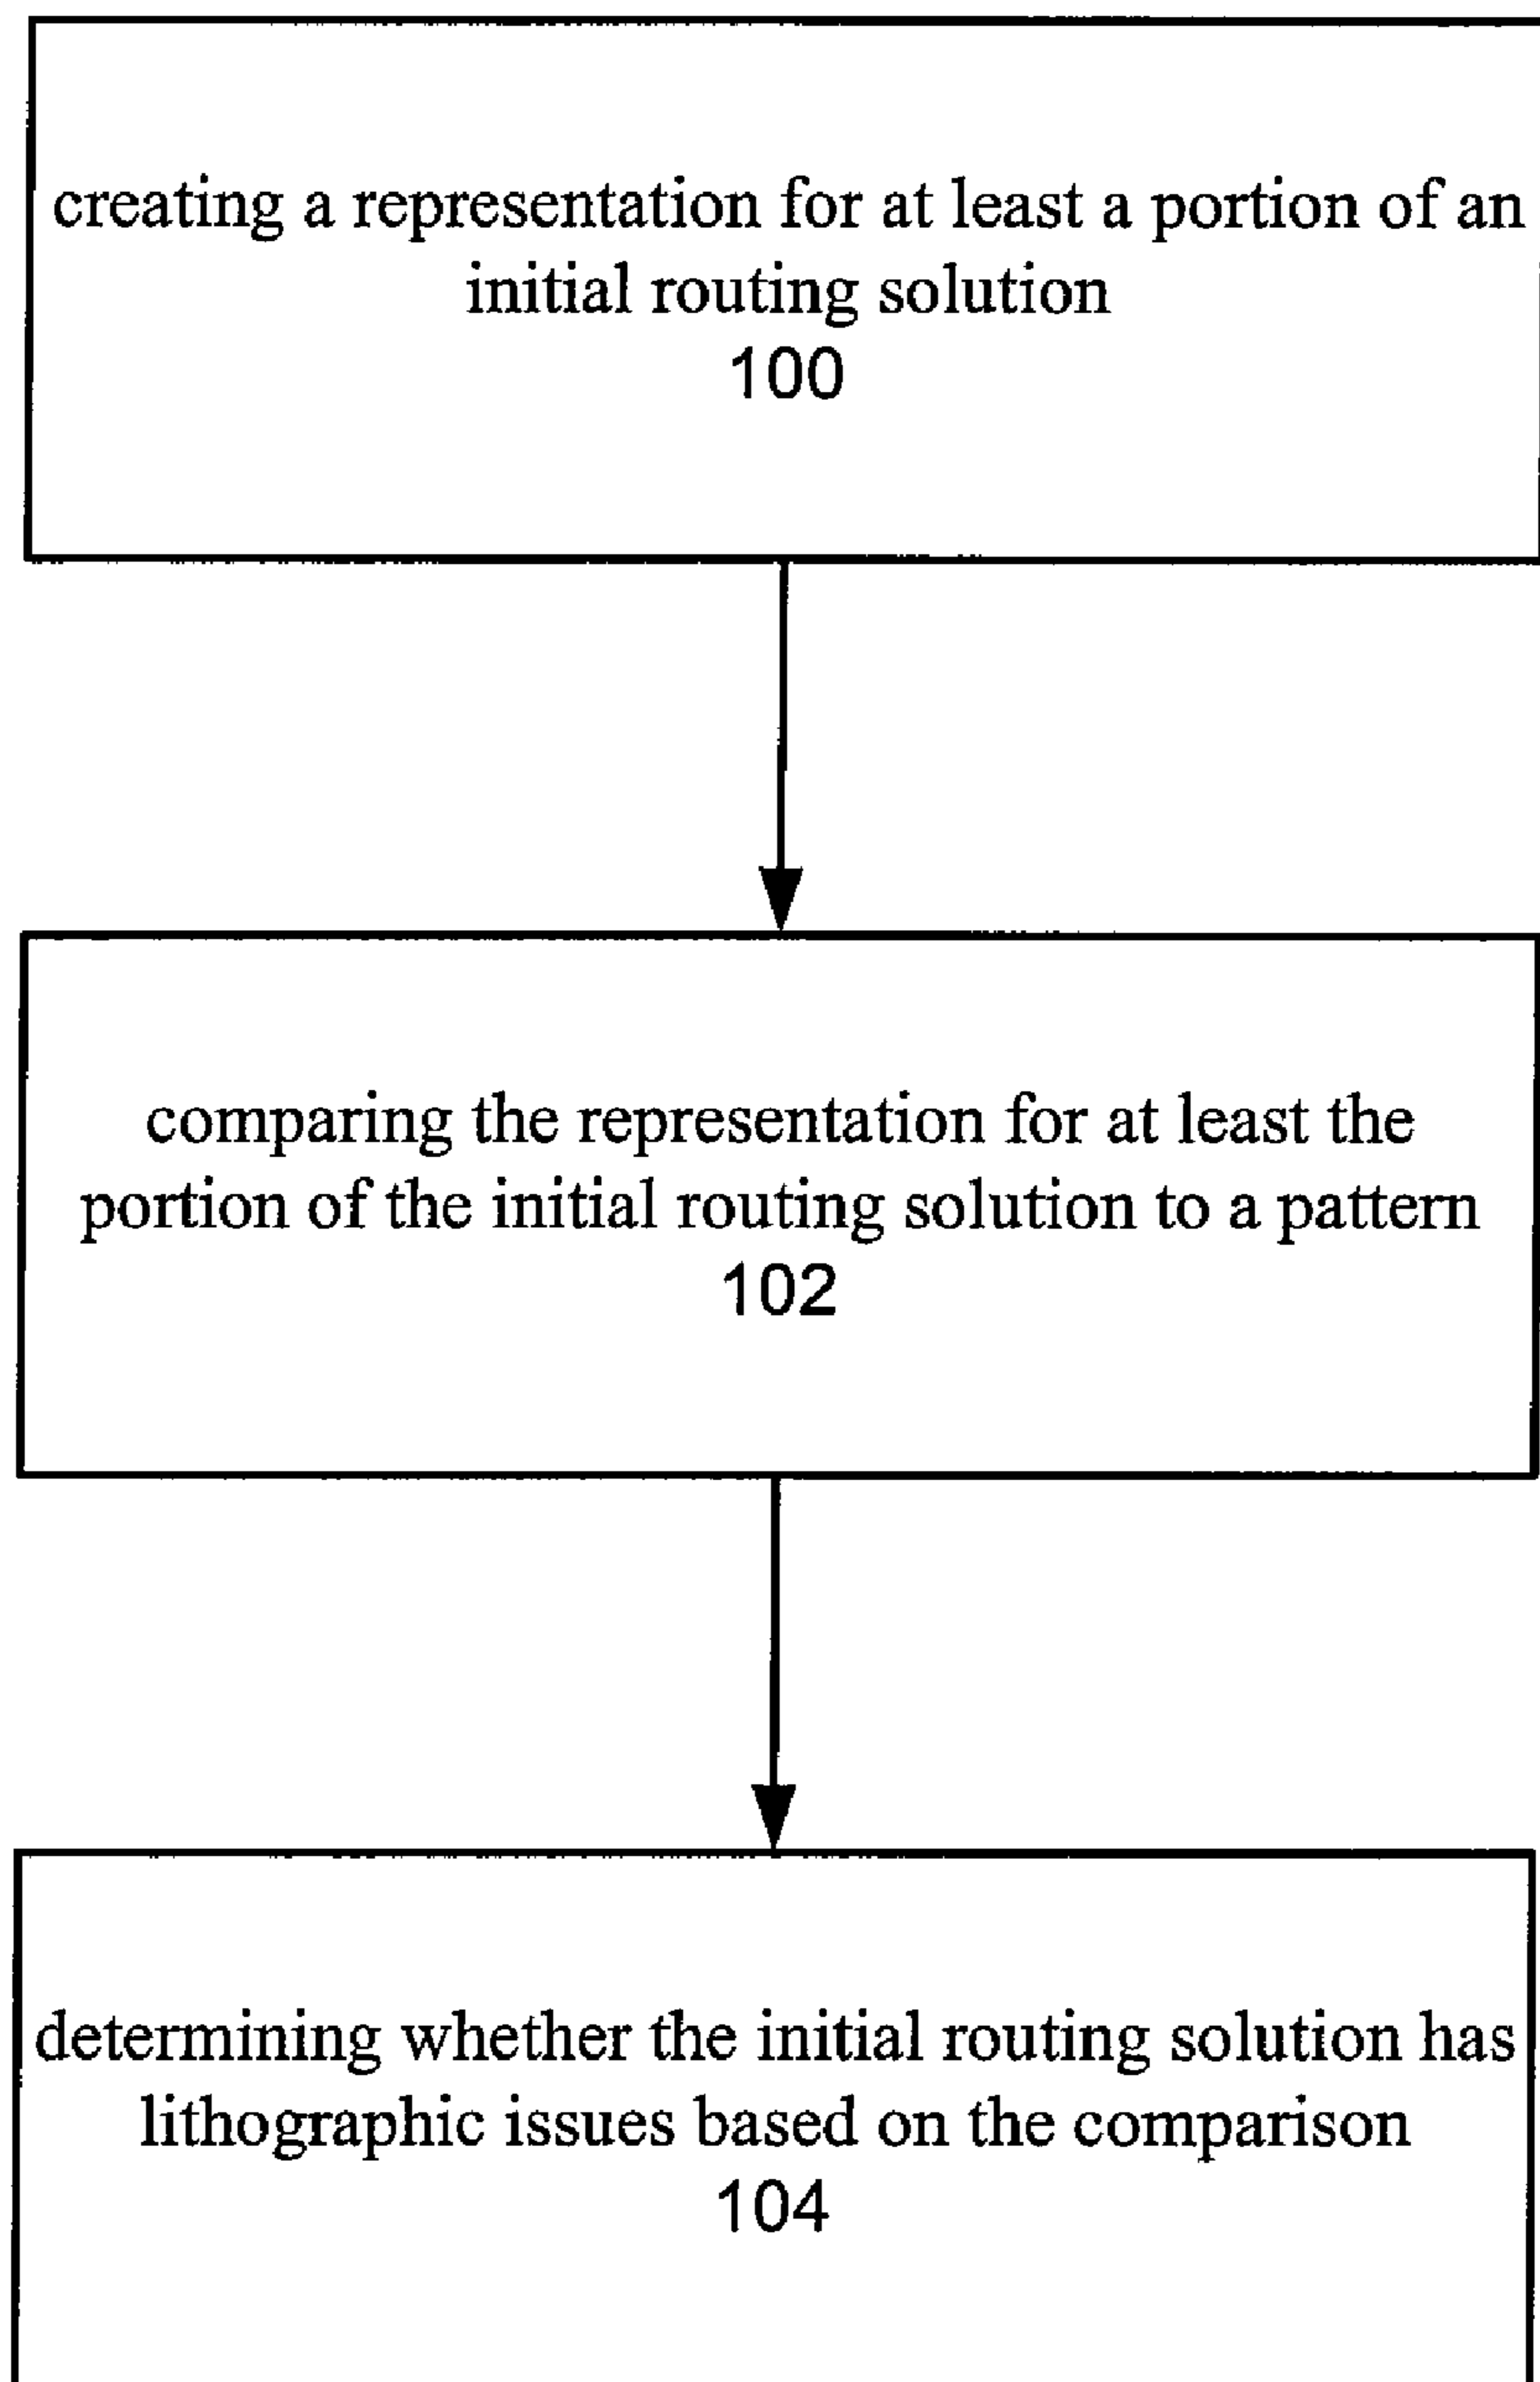 creating a representation for at least a portion of an
initial routing solution
100
comparing the representation for at least the
portion of the initial routing solution to a pattern
102
determining whether the initial routing solution has
lithographic issues based on the comparison
104